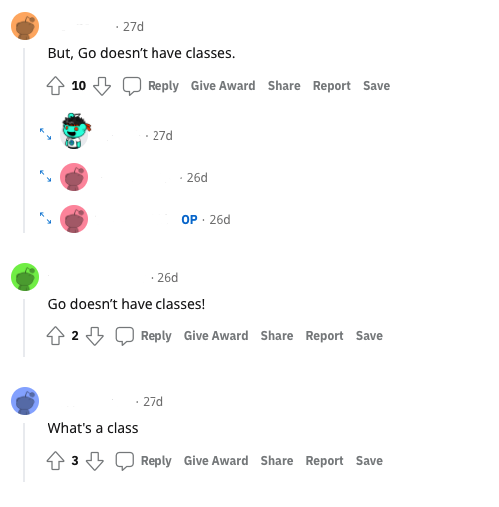 · 27d
But, Go doesn't have classes.
10 Reply Give Award Share Report Save
· 27d
· 26d
OP · 26d
· 26d
Go doesn't have classes!
2 Reply Give Award Share Report Save
· 27d
What's a class
3 Reply Give Award Share Report Save